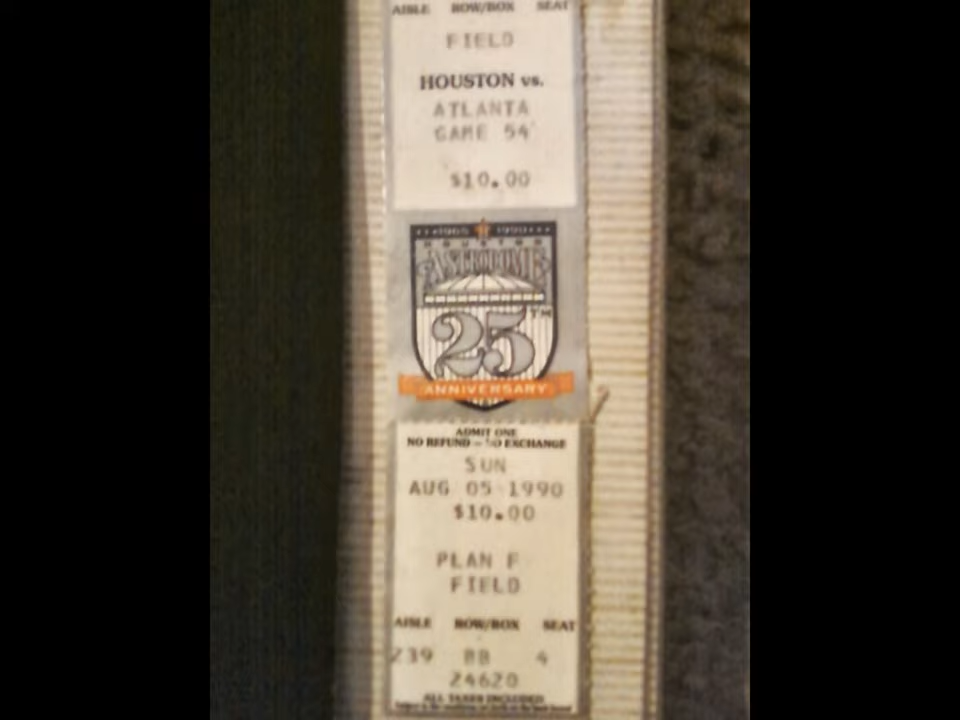 AISLE ROW/BOX SEAT
FIELD
HOUSTON vs.
ATLANTA
GAME 54
$10.00
1965 1990
HOUSTON
ASTRODOME
25TM
ANNIVERSARY
ADMIT ONE
NO REFUND - NO EXCHANGE
SUN
AUG 05 1990
$10.00
PLAN F
FIELD
AISLE ROW/BOX SEAT
239 BB 4
24620
ALL TAXES INCLUDED